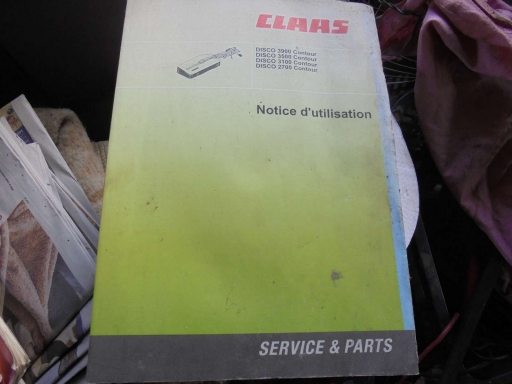 CLAAS
DISCO 3900 Contour
DISCO 3500 Contour
DISCO 3100 Contour
DISCO 2700 Contour
Notice d'utilisation
SERVICE & PARTS